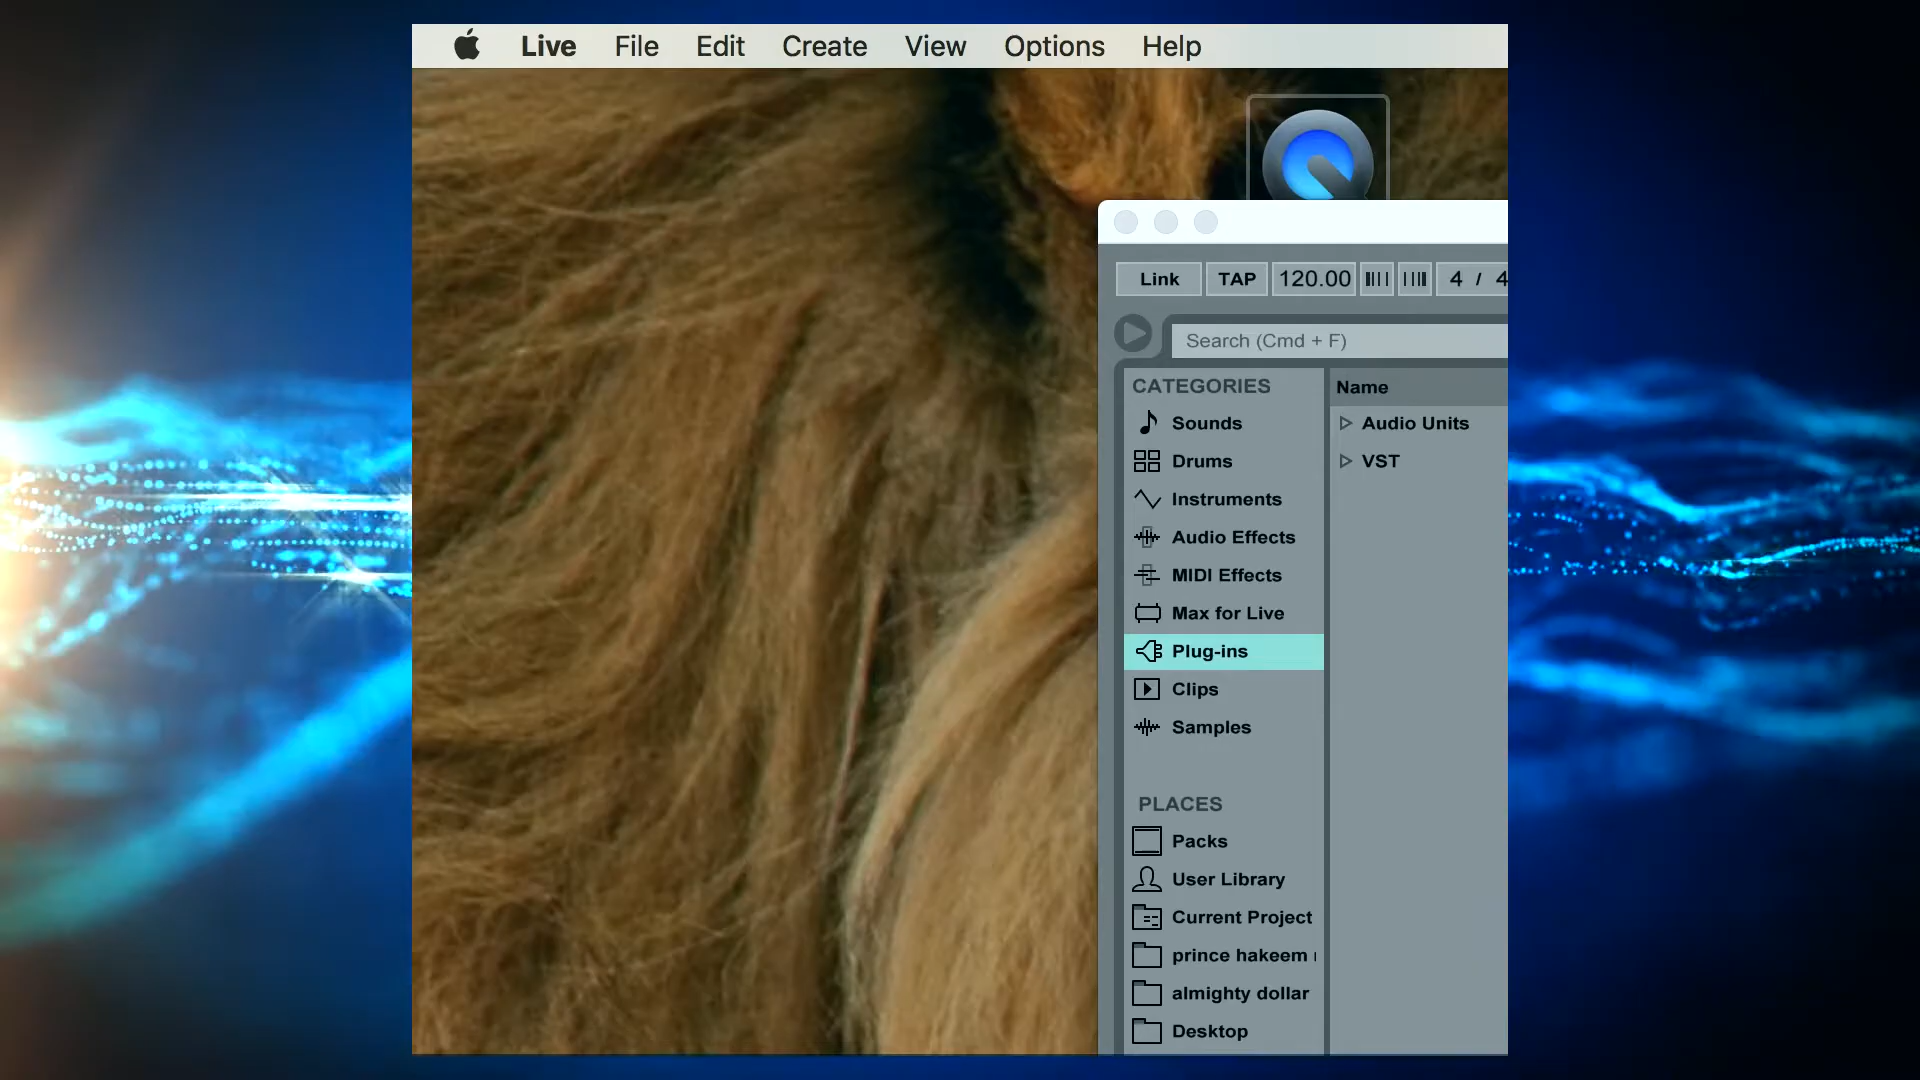 Live File Edit Create View Options Help
Link TAP 120.00 4 / 4
Search (Cmd + F)
CATEGORIES
Sounds
Drums
Instruments
Audio Effects
MIDI Effects
Max for Live
Plug-ins
Clips
Samples
PLACES
Packs
User Library
Current Project
prince hakeem
almighty dollar
Desktop
Name
Audio Units
VST